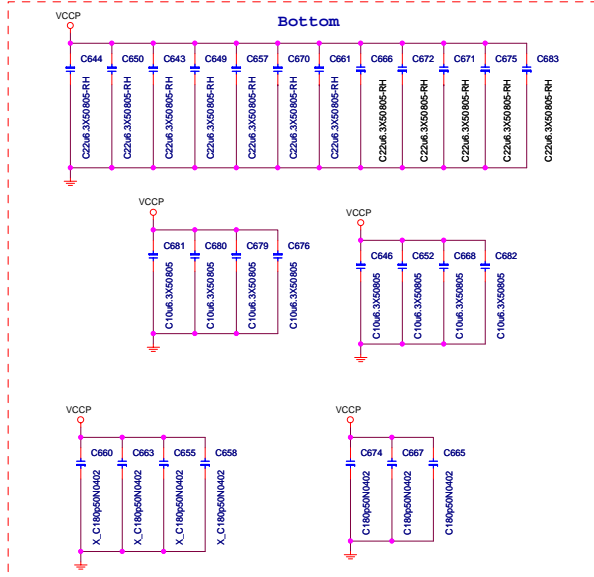 VCCP
Bottom
C644 C650 C643 C649 C657 C670 C661 C666 C672 C671 C675 C683
C22u6.3X50805-RH C22u6.3X50805-RH C22u6.3X50805-RH C22u6.3X50805-RH C22u6.3X50805-RH C22u6.3X50805-RH C22u6.3X50805-RH C22u6.3X50805-RH C22u6.3X50805-RH C22u6.3X50805-RH C22u6.3X50805-RH C22u6.3X50805-RH
VCCP
C681 C680 C679 C676
C10u6.3X50805 C10u6.3X50805 C10u6.3X50805 C10u6.3X50805
VCCP
C646 C652 C668 C682
C10u6.3X50805 C10u6.3X50805 C10u6.3X50805 C10u6.3X50805
VCCP
C660 C663 C655 C658
X_C180p50N0402 X_C180p50N0402 X_C180p50N0402 X_C180p50N0402
VCCP
C674 C667 C665
C180p50N0402 C180p50N0402 C180p50N0402